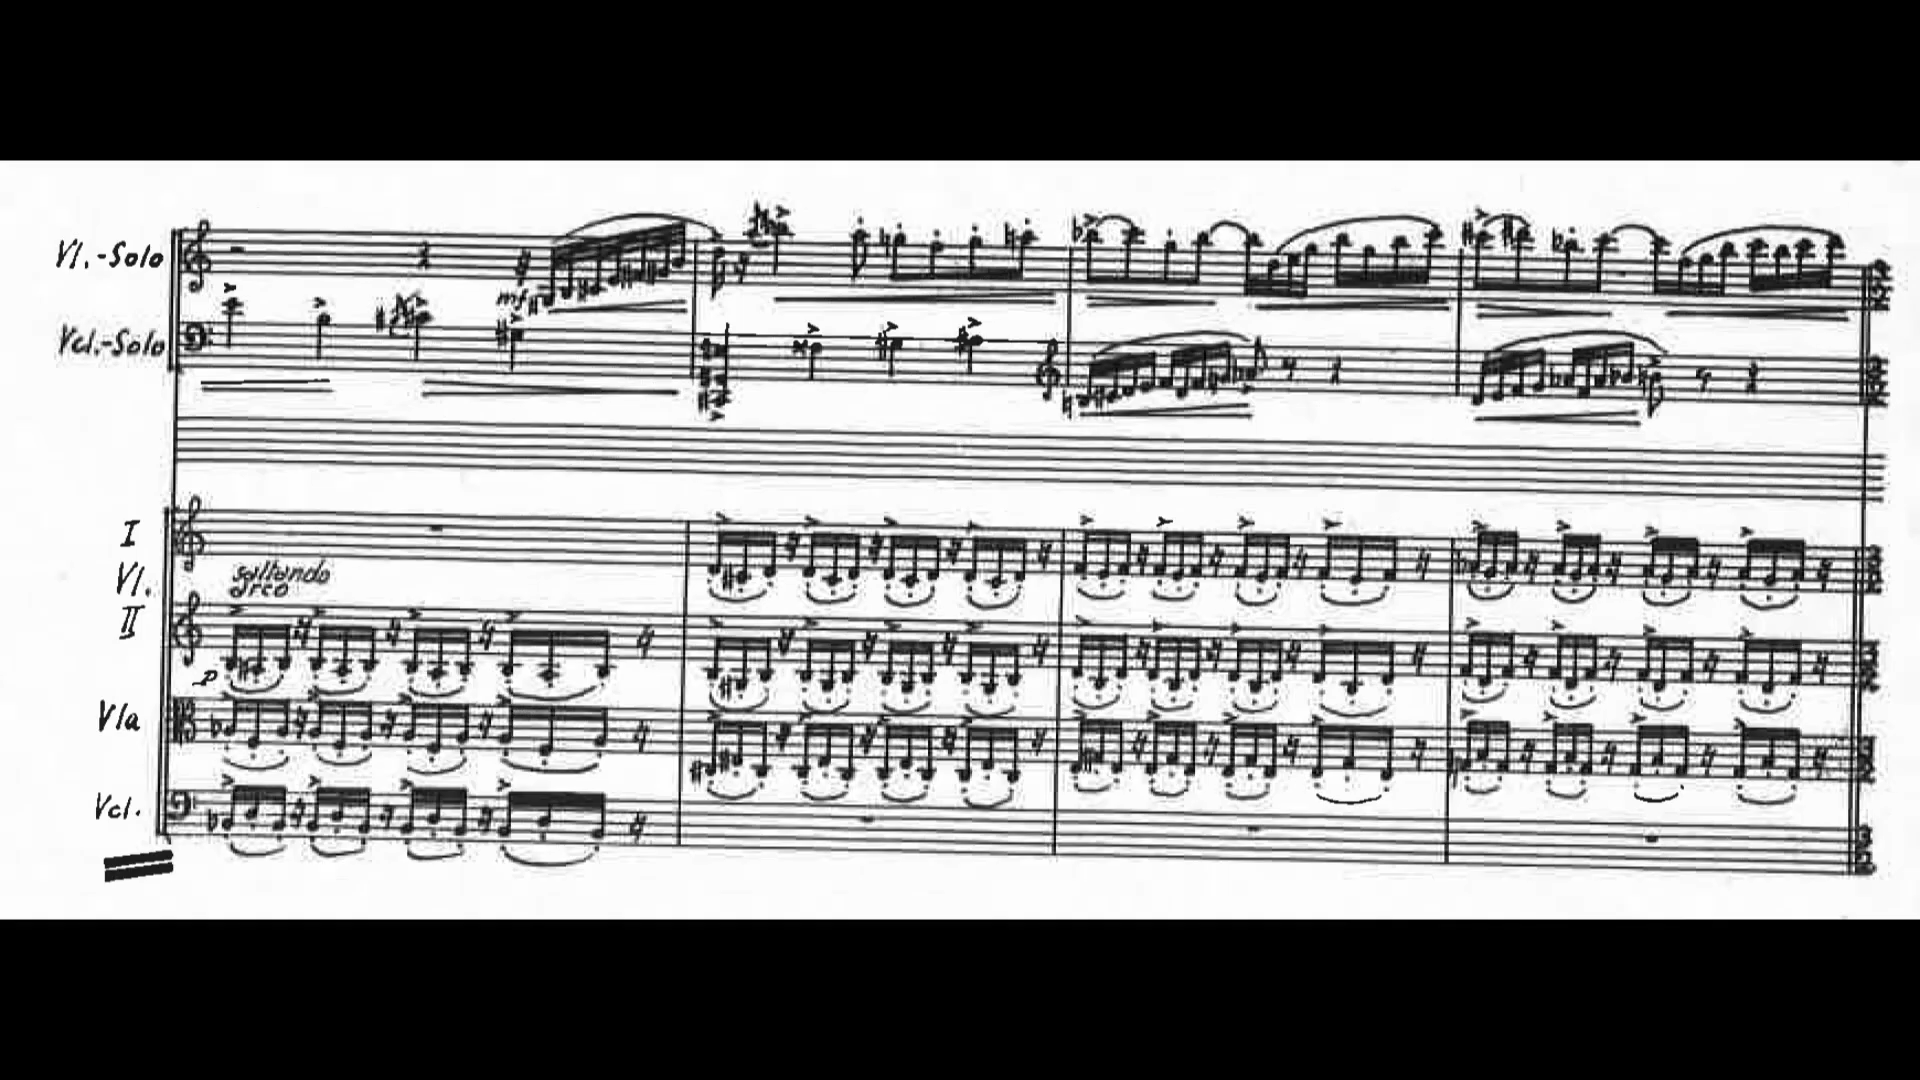 Vl.-Solo
mf
Vcl.-Solo
I
Vl.
saltando
arco
II
p
Vla
Vcl.